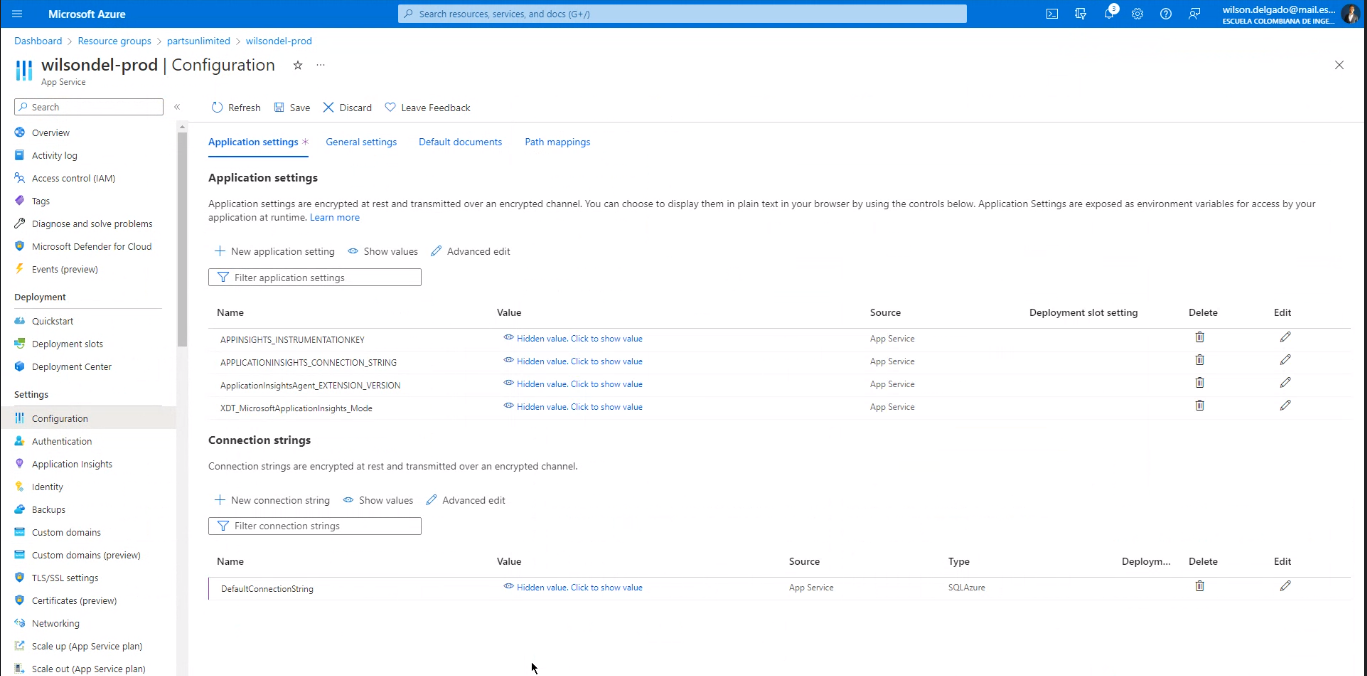 Microsoft Azure
Search resources, services, and docs (G+/)
3
wilson.delgado@mail.es...
ESCUELA COLOMBIANA DE INGE...
Dashboard > Resource groups > partsunlimited > wilsondel-prod
wilsondel-prod | Configuration ☆ ...
App Service
Search «
Overview
Activity log
Access control (IAM)
Tags
Diagnose and solve problems
Microsoft Defender for Cloud
Events (preview)
Deployment
Quickstart
Deployment slots
Deployment Center
Settings
Configuration
Authentication
Application Insights
Identity
Backups
Custom domains
Custom domains (preview)
TLS/SSL settings
Certificates (preview)
Networking
Scale up (App Service plan)
Scale out (App Service plan)
Refresh Save Discard Leave Feedback
Application settings * General settings Default documents Path mappings
Application settings
Application settings are encrypted at rest and transmitted over an encrypted channel. You can choose to display them in plain text in your browser by using the controls below. Application Settings are exposed as environment variables for access by your
application at runtime. Learn more
New application setting Show values Advanced edit
Filter application settings
Name Value Source Deployment slot setting Delete Edit
APPINSIGHTS_INSTRUMENTATIONKEY Hidden value. Click to show value App Service
APPLICATIONINSIGHTS_CONNECTION_STRING Hidden value. Click to show value App Service
ApplicationInsightsAgent_EXTENSION_VERSION Hidden value. Click to show value App Service
XDT_MicrosoftApplicationInsights_Mode Hidden value. Click to show value App Service
Connection strings
Connection strings are encrypted at rest and transmitted over an encrypted channel.
New connection string Show values Advanced edit
Filter connection strings
Name Value Source Type Deploym... Delete Edit
DefaultConnectionString Hidden value. Click to show value App Service SQLAzure